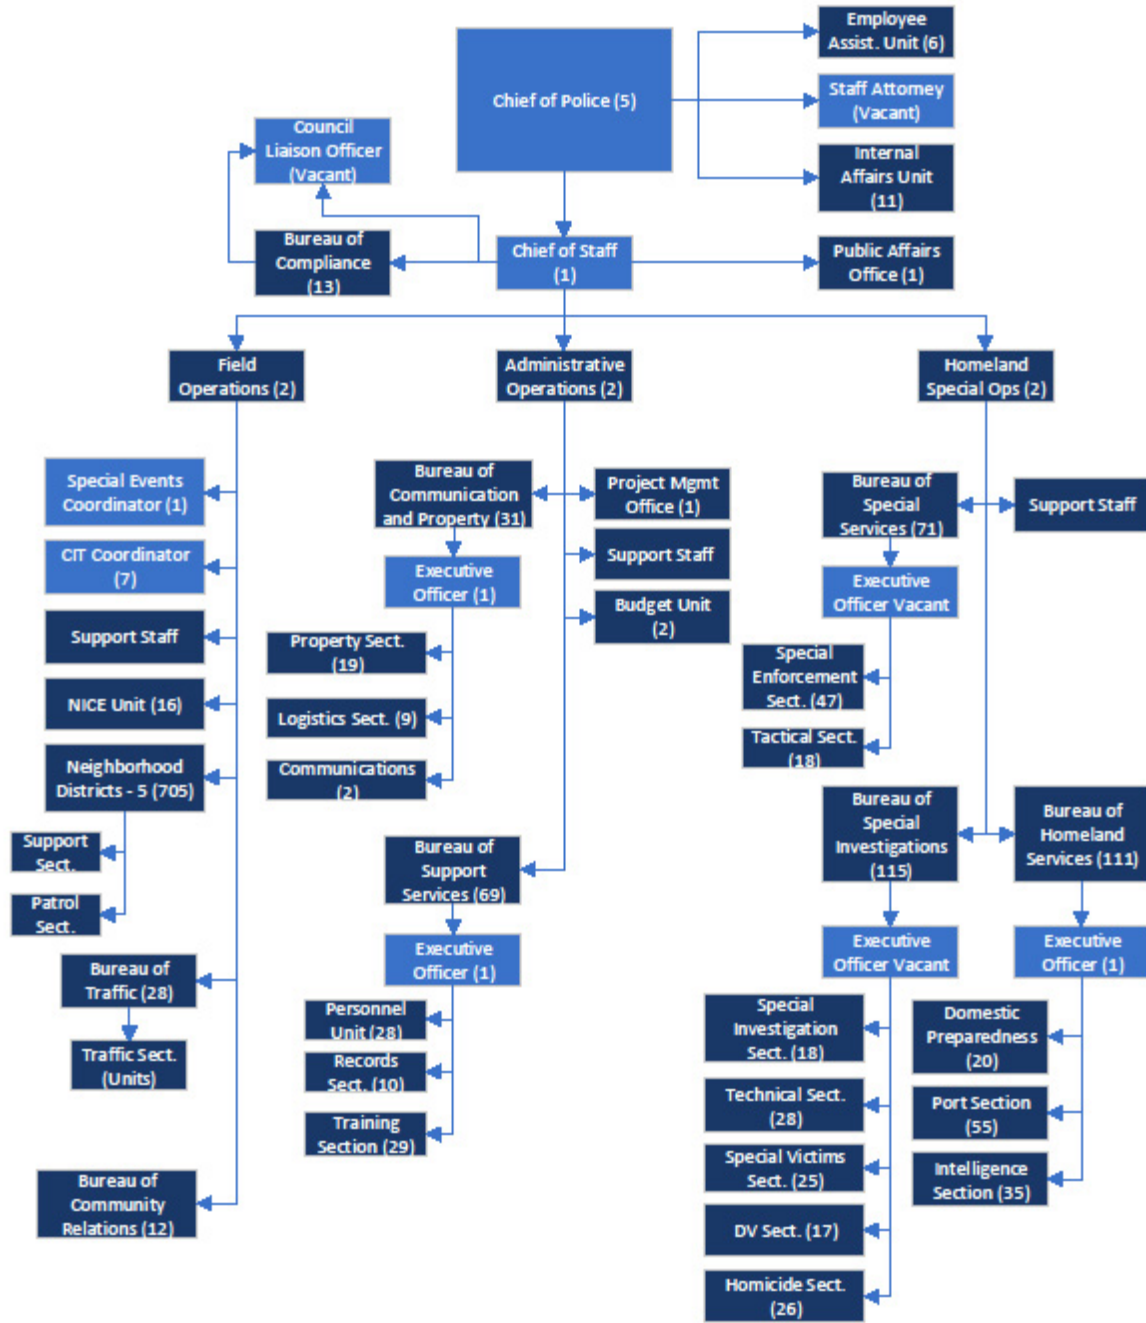 Employee
Assist. Unit (6)
Chief of Police (5)
Staff Attorney
(Vacant)
Council
Liaison Officer
(Vacant)
Internal
Affairs Unit
(11)
Bureau of
Compliance
(13)
Chief of Staff
(1)
Public Affairs
Office (1)
Field
Operations (2)
Administrative
Operations (2)
Homeland
Special Ops (2)
Special Events
Coordinator (1)
CIT Coordinator
(7)
Support Staff
NICE Unit (16)
Neighborhood
Districts - 5 (705)
Support
Sect.
Patrol
Sect.
Bureau of
Traffic (28)
Traffic Sect.
(Units)
Bureau of
Community
Relations (12)
Bureau of
Communication
and Property (31)
Project Mgmt
Office (1)
Support Staff
Budget Unit
(2)
Executive
Officer (1)
Property Sect.
(19)
Logistics Sect. (9)
Communications
(2)
Bureau of
Support
Services (69)
Executive
Officer (1)
Personnel
Unit (28)
Records
Sect. (10)
Training
Section (29)
Bureau of
Special
Services (71)
Support Staff
Executive
Officer Vacant
Special
Enforcement
Sect. (47)
Tactical Sect.
(18)
Bureau of
Special
Investigations
(115)
Bureau of
Homeland
Services (111)
Executive
Officer Vacant
Executive
Officer (1)
Special
Investigation
Sect. (18)
Technical Sect.
(28)
Special Victims
Sect. (25)
DV Sect. (17)
Homicide Sect.
(26)
Domestic
Preparedness
(20)
Port Section
(55)
Intelligence
Section (35)